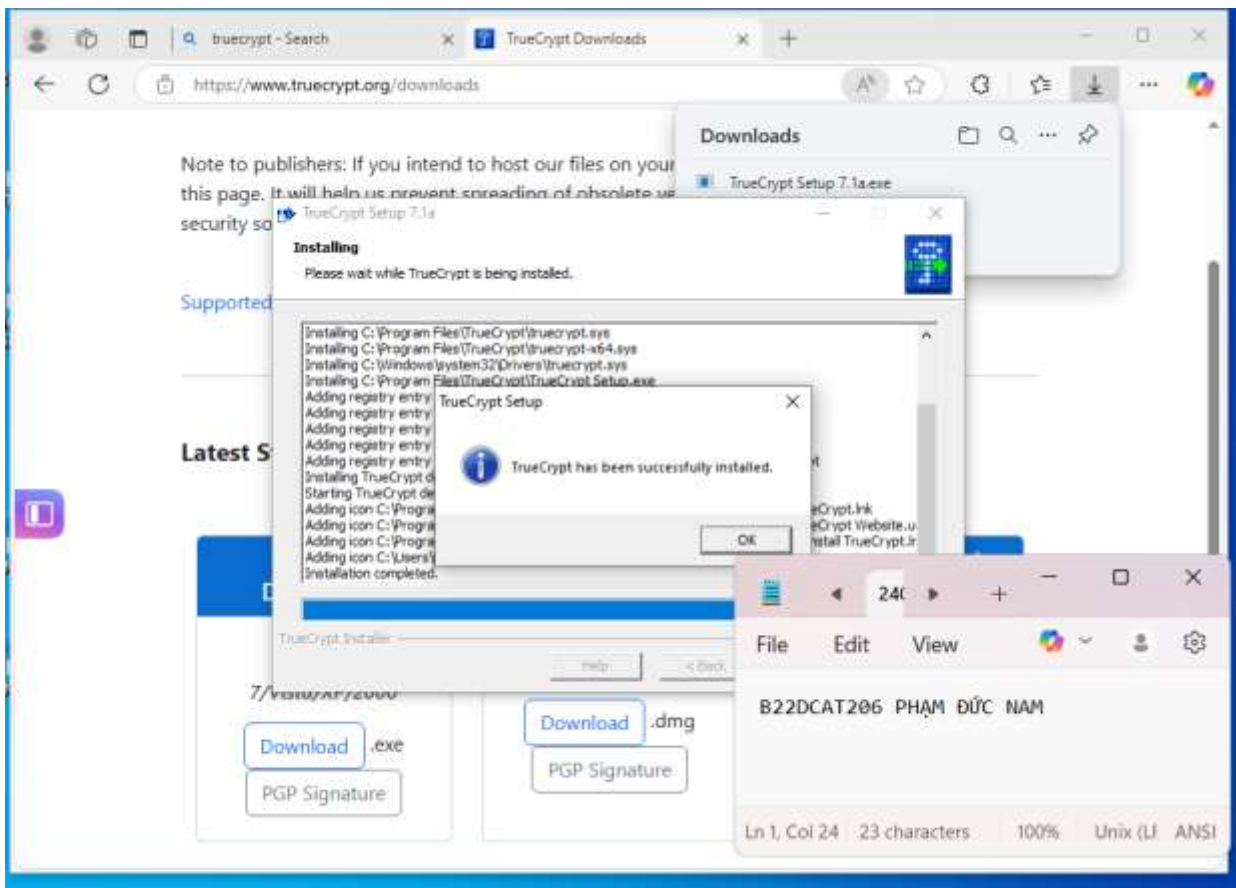 truecrypt - Search
TrueCrypt Downloads
https://www.truecrypt.org/downloads
Downloads
TrueCrypt Setup 7.1a.exe
Note to publishers: If you intend to host our files on your
this page. It will help us prevent spreading of obsolete ve
security so
Supported
Latest S
TrueCrypt Setup 7.1a
Installing
Please wait while TrueCrypt is being installed.
Installing C:\Program Files\TrueCrypt\truecrypt.sys
Installing C:\Program Files\TrueCrypt\truecrypt-x64.sys
Installing C:\Windows\system32\Drivers\truecrypt.sys
Installing C:\Program Files\TrueCrypt\TrueCrypt Setup.exe
Adding registry entry
Adding registry entry
Adding registry entry
Adding registry entry
Adding registry entry
Installing TrueCrypt d
Starting TrueCrypt de
Adding icon C:\Progra
eCrypt.lnk
Adding icon C:\Progra
eCrypt Website.u
Adding icon C:\Progra
nstall TrueCrypt.ln
Adding icon C:\Users\
Installation completed.
TrueCrypt Setup
TrueCrypt has been successfully installed.
OK
TrueCrypt Installer
Help
< Back
7/Vista/XP/2000
Download .exe
PGP Signature
Download .dmg
PGP Signature
240
File Edit View
B22DCAT206 PHẠM ĐỨC NAM
Ln 1, Col 24 23 characters 100% Unix (LF ANSI